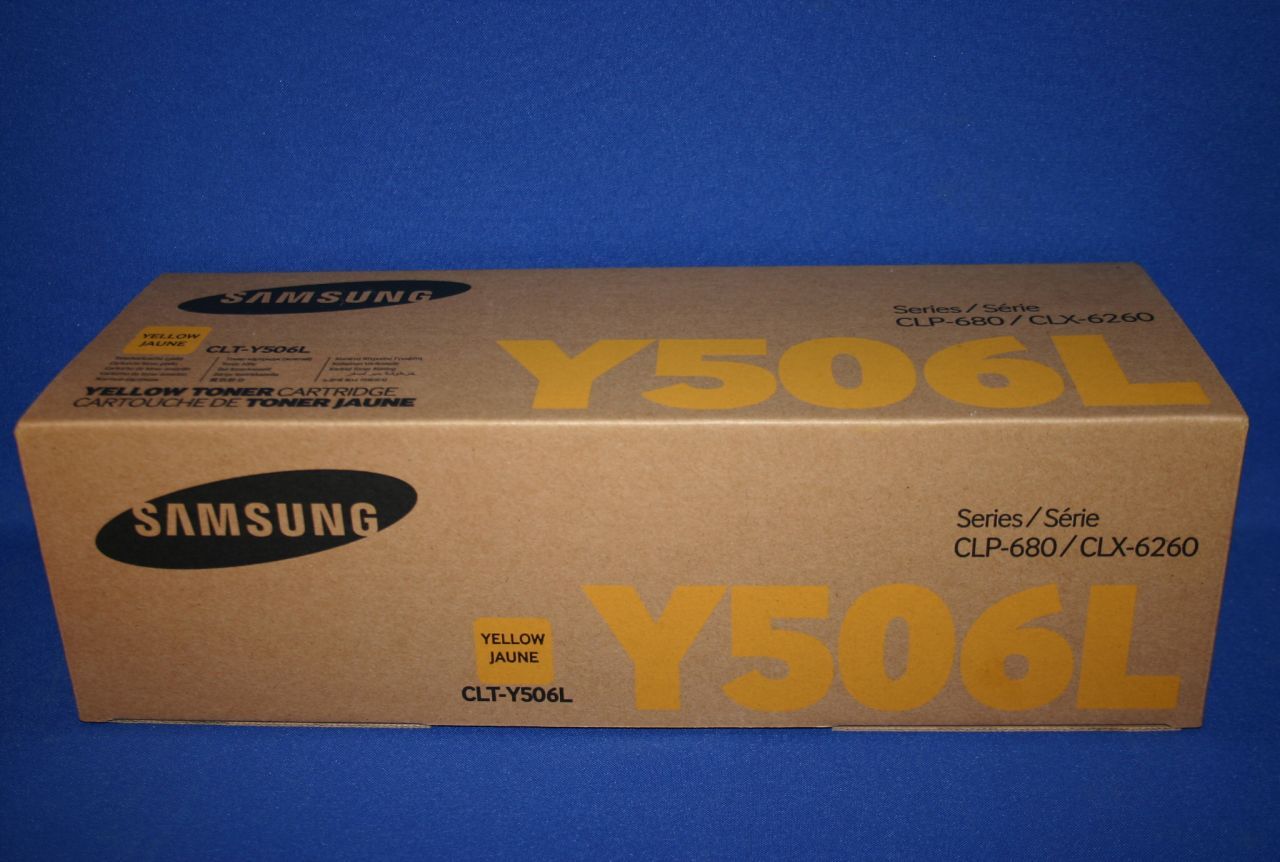 SAMSUNG
Series / Série
CLP-680 / CLX-6260
YELLOW
JAUNE
CLT-Y506L
Y506L
YELLOW TONER CARTRIDGE
CARTOUCHE DE TONER JAUNE
SAMSUNG
Series / Série
CLP-680 / CLX-6260
YELLOW
JAUNE
CLT-Y506L
Y506L